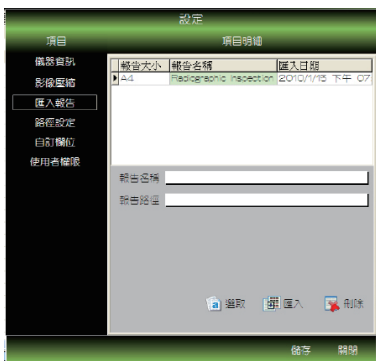 設定
項目
項目明細
儀器資訊
影像壓縮
匯入報告
路徑設定
自訂欄位
使用者權限
報告大小 報告名稱 匯入日期
A4 Radiographic Inspection 2010/1/15 下午 07
報告名稱
報告路徑
選取 匯入 刪除
儲存 關閉